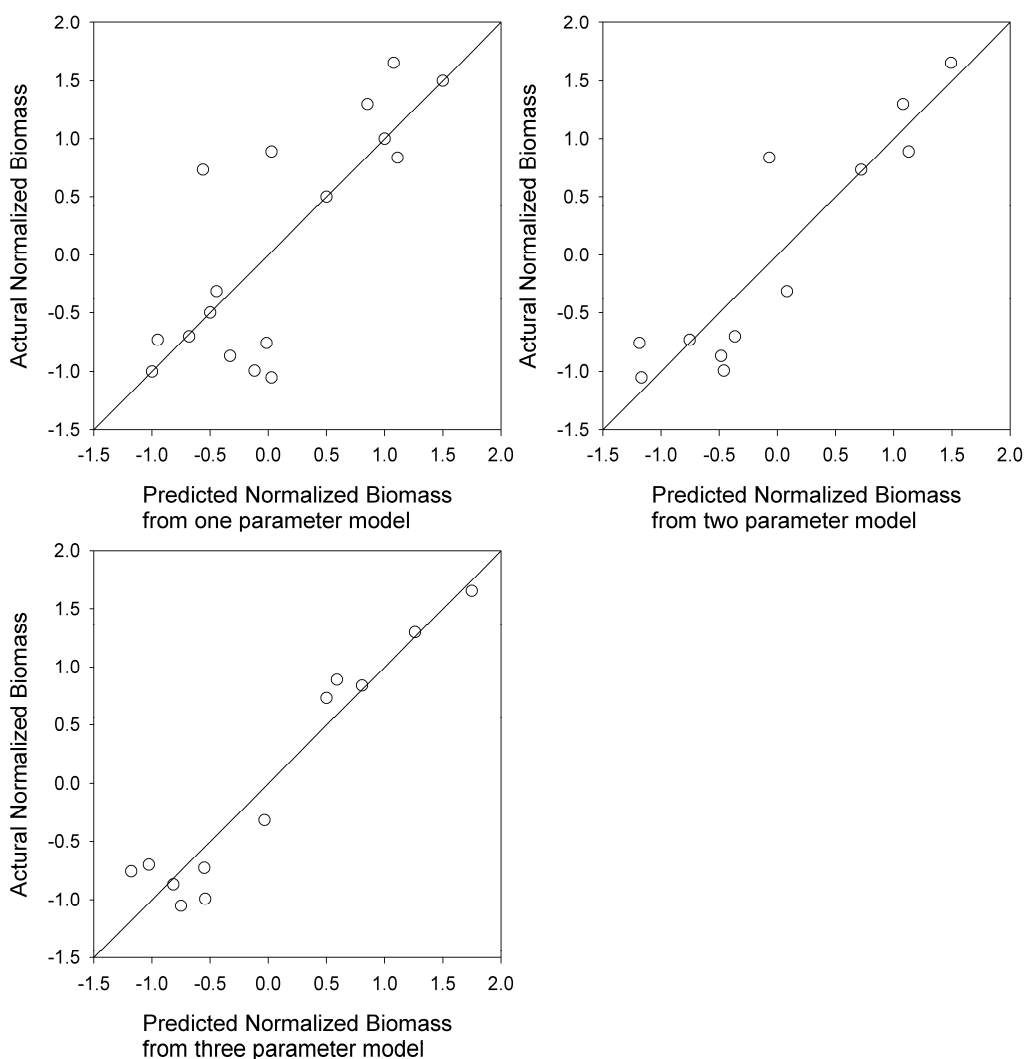 2.0 2.0
1.5 1.5
1.0 1.0
0.5 0.5
0.0 0.0
-0.5 -0.5
-1.0 -1.0
-1.5 -1.5
Actural Normalized Biomass
Actural Normalized Biomass
-1.5 -1.0 -0.5 0.0 0.5 1.0 1.5 2.0
-1.5 -1.0 -0.5 0.0 0.5 1.0 1.5 2.0
Predicted Normalized Biomass
from one parameter model
Predicted Normalized Biomass
from two parameter model
2.0
1.5
1.0
0.5
0.0
-0.5
-1.0
-1.5
Actural Normalized Biomass
-1.5 -1.0 -0.5 0.0 0.5 1.0 1.5 2.0
Predicted Normalized Biomass
from three parameter model